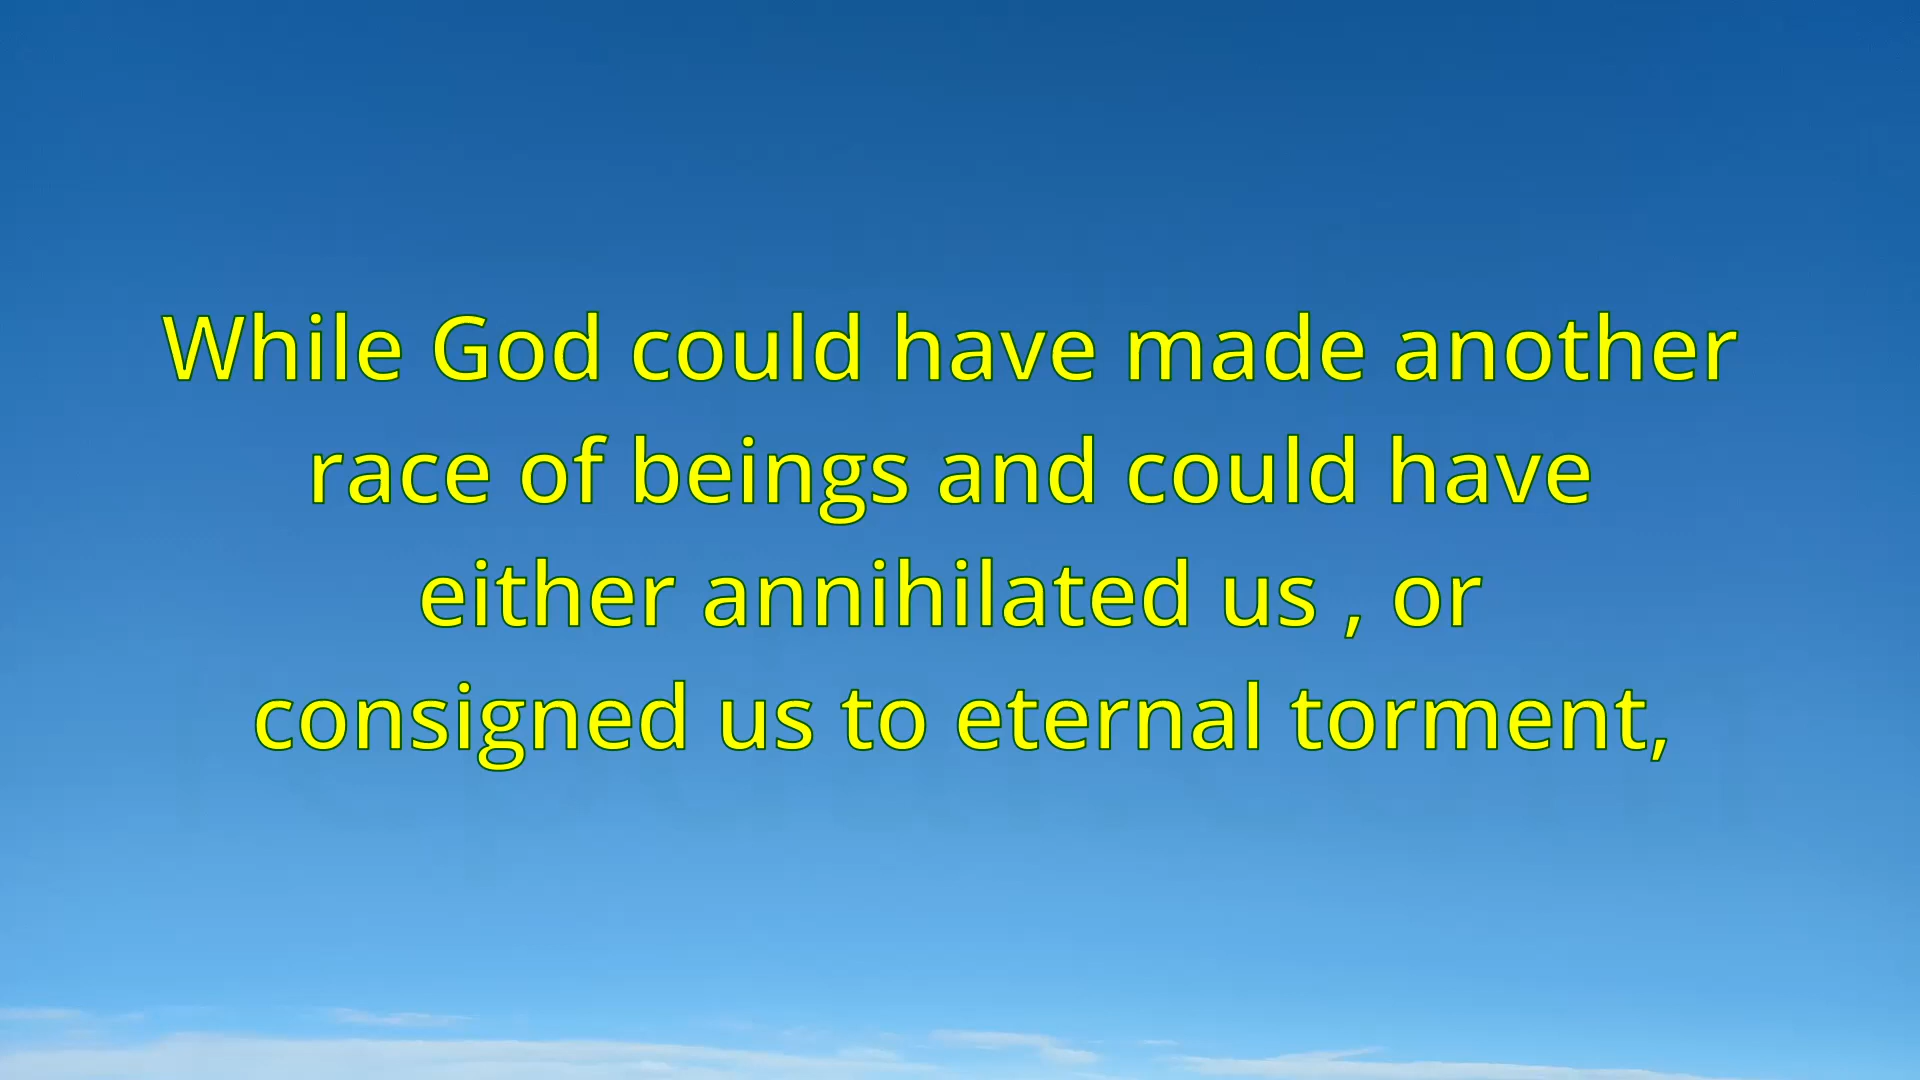 While God could have made another
race of beings and could have
either annihilated us , or
consigned us to eternal torment,